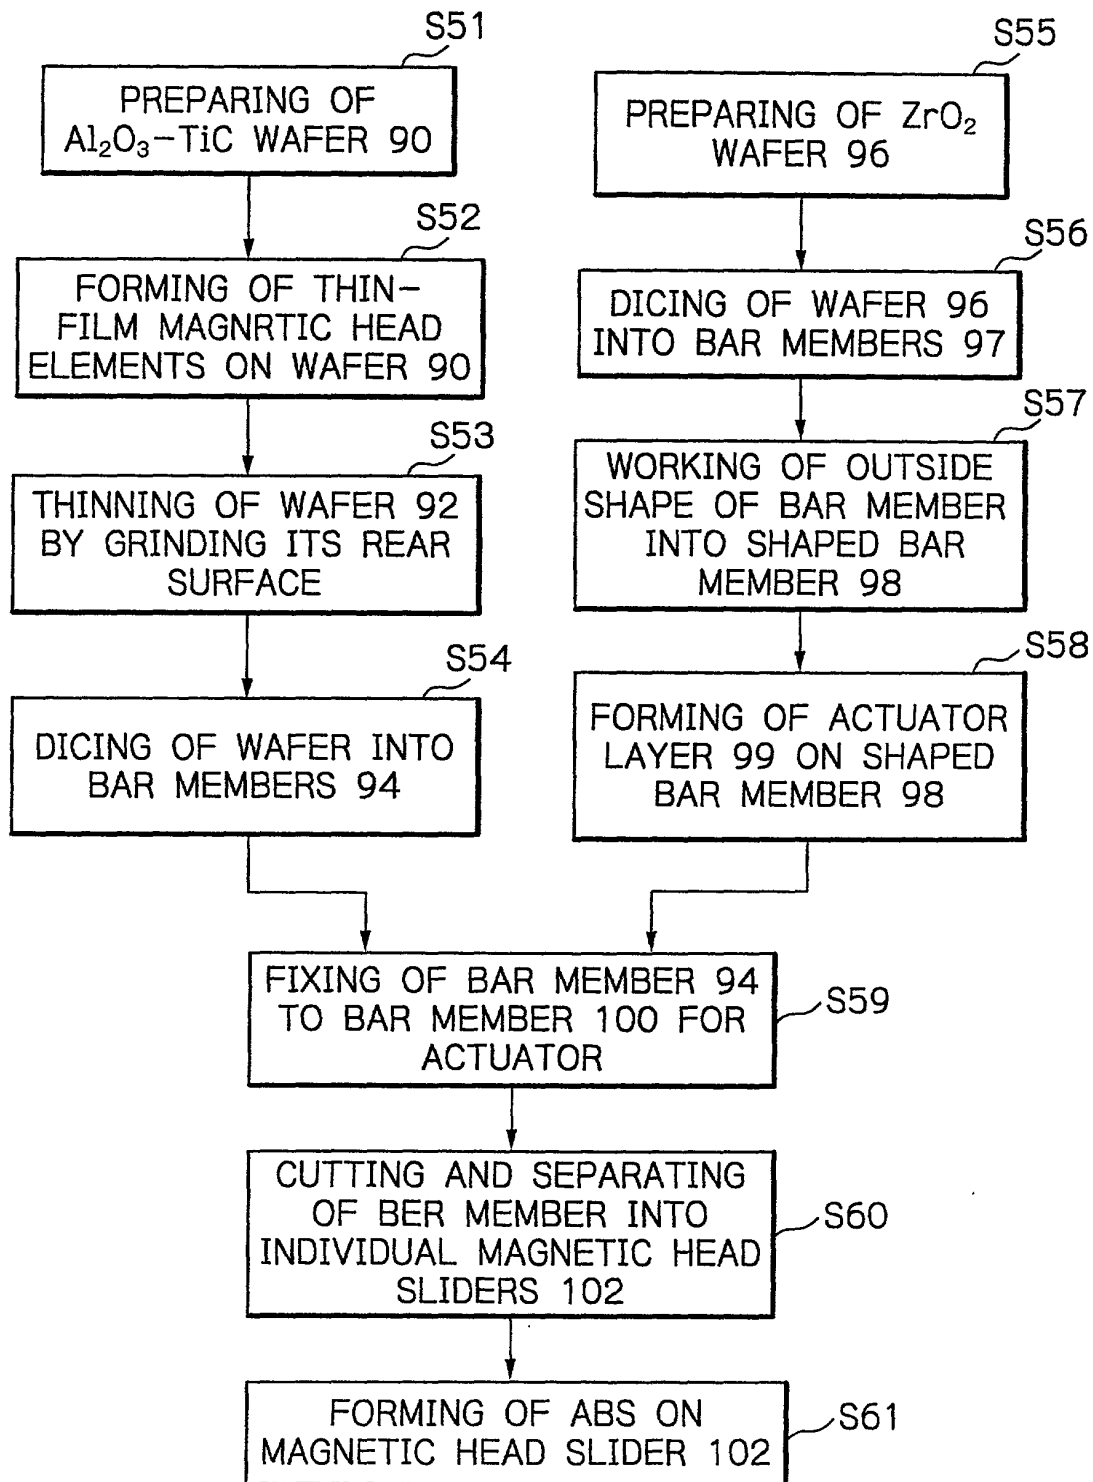 S51
PREPARING OF
Al₂O₃-TiC WAFER 90
S52
FORMING OF THIN-
FILM MAGNRTIC HEAD
ELEMENTS ON WAFER 90
S53
THINNING OF WAFER 92
BY GRINDING ITS REAR
SURFACE
S54
DICING OF WAFER INTO
BAR MEMBERS 94
S55
PREPARING OF ZrO₂
WAFER 96
S56
DICING OF WAFER 96
INTO BAR MEMBERS 97
S57
WORKING OF OUTSIDE
SHAPE OF BAR MEMBER
INTO SHAPED BAR
MEMBER 98
S58
FORMING OF ACTUATOR
LAYER 99 ON SHAPED
BAR MEMBER 98
FIXING OF BAR MEMBER 94
TO BAR MEMBER 100 FOR
ACTUATOR
S59
CUTTING AND SEPARATING
OF BER MEMBER INTO
INDIVIDUAL MAGNETIC HEAD
SLIDERS 102
S60
FORMING OF ABS ON
MAGNETIC HEAD SLIDER 102
S61